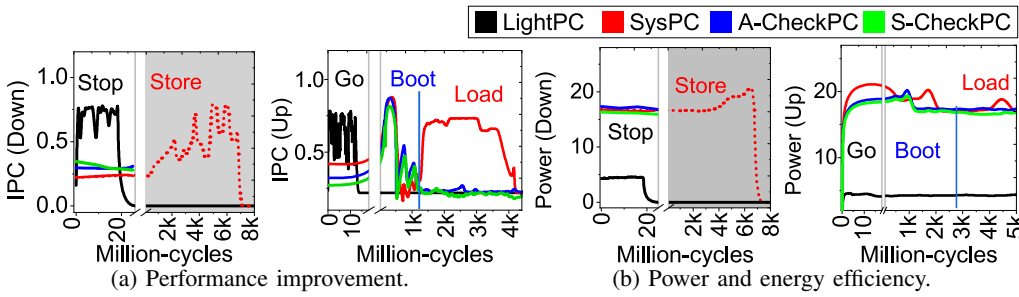 LightPC SysPC A-CheckPC S-CheckPC
IPC (Down)
1.0
0.5
0.0
Stop
Store
0 20 2k 4k 6k 8k
Million-cycles
IPC (Up)
1.0
0.5
Go
Boot
Load
0 10 2k 3k 4k
Million-cycles
(a) Performance improvement.
Power (Down)
20
10
0
Stop
Store
0 20 2k 4k 6k 8k
Million-cycles
Power (Up)
20
10
Go
Boot
Load
0 10 1k 2k 3k 4k 5k
Million-cycles
(b) Power and energy efficiency.